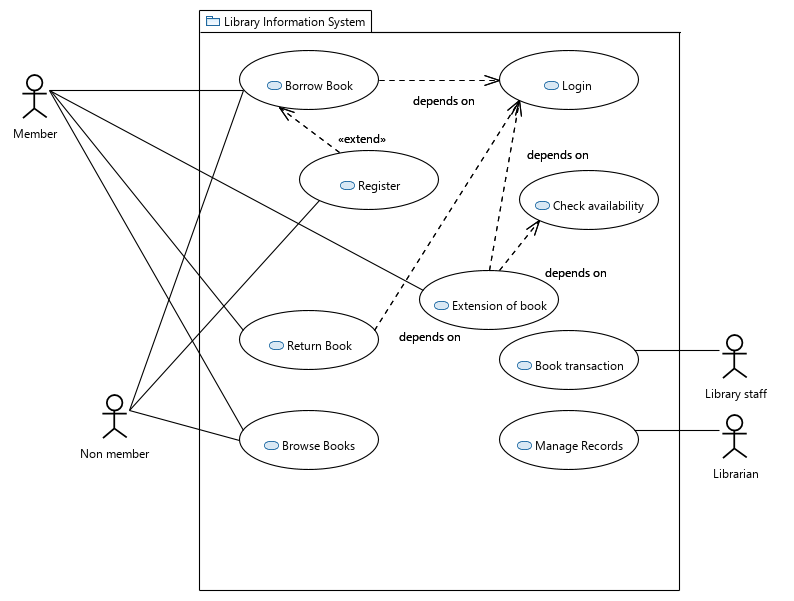 Library Information System
Borrow Book
Login
depends on
Member
«extend»
depends on
Register
Check availability
depends on
Extension of book
depends on
Return Book
Book transaction
Library staff
Browse Books
Manage Records
Non member
Librarian